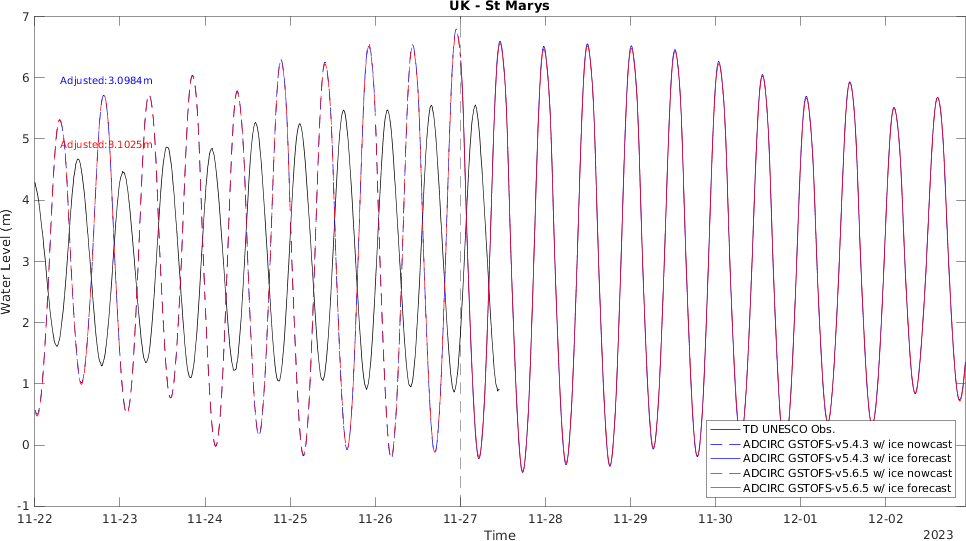 UK - St Marys
7
6
5
4
3
2
1
0
-1
Water Level (m)
Adjusted:3.0984m
Adjusted:3.1025m
TD UNESCO Obs.
ADCIRC GSTOFS-v5.4.3 w/ ice nowcast
ADCIRC GSTOFS-v5.4.3 w/ ice forecast
ADCIRC GSTOFS-v5.6.5 w/ ice nowcast
ADCIRC GSTOFS-v5.6.5 w/ ice forecast
11-22 11-23 11-24 11-25 11-26 11-27 11-28 11-29 11-30 12-01 12-02
Time
2023